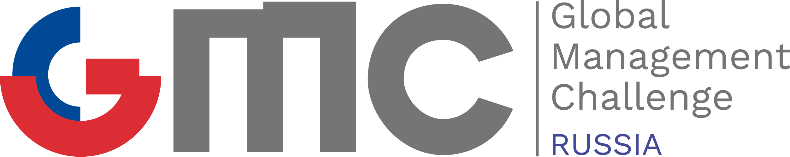 GMC
Global
Management
Challenge
RUSSIA